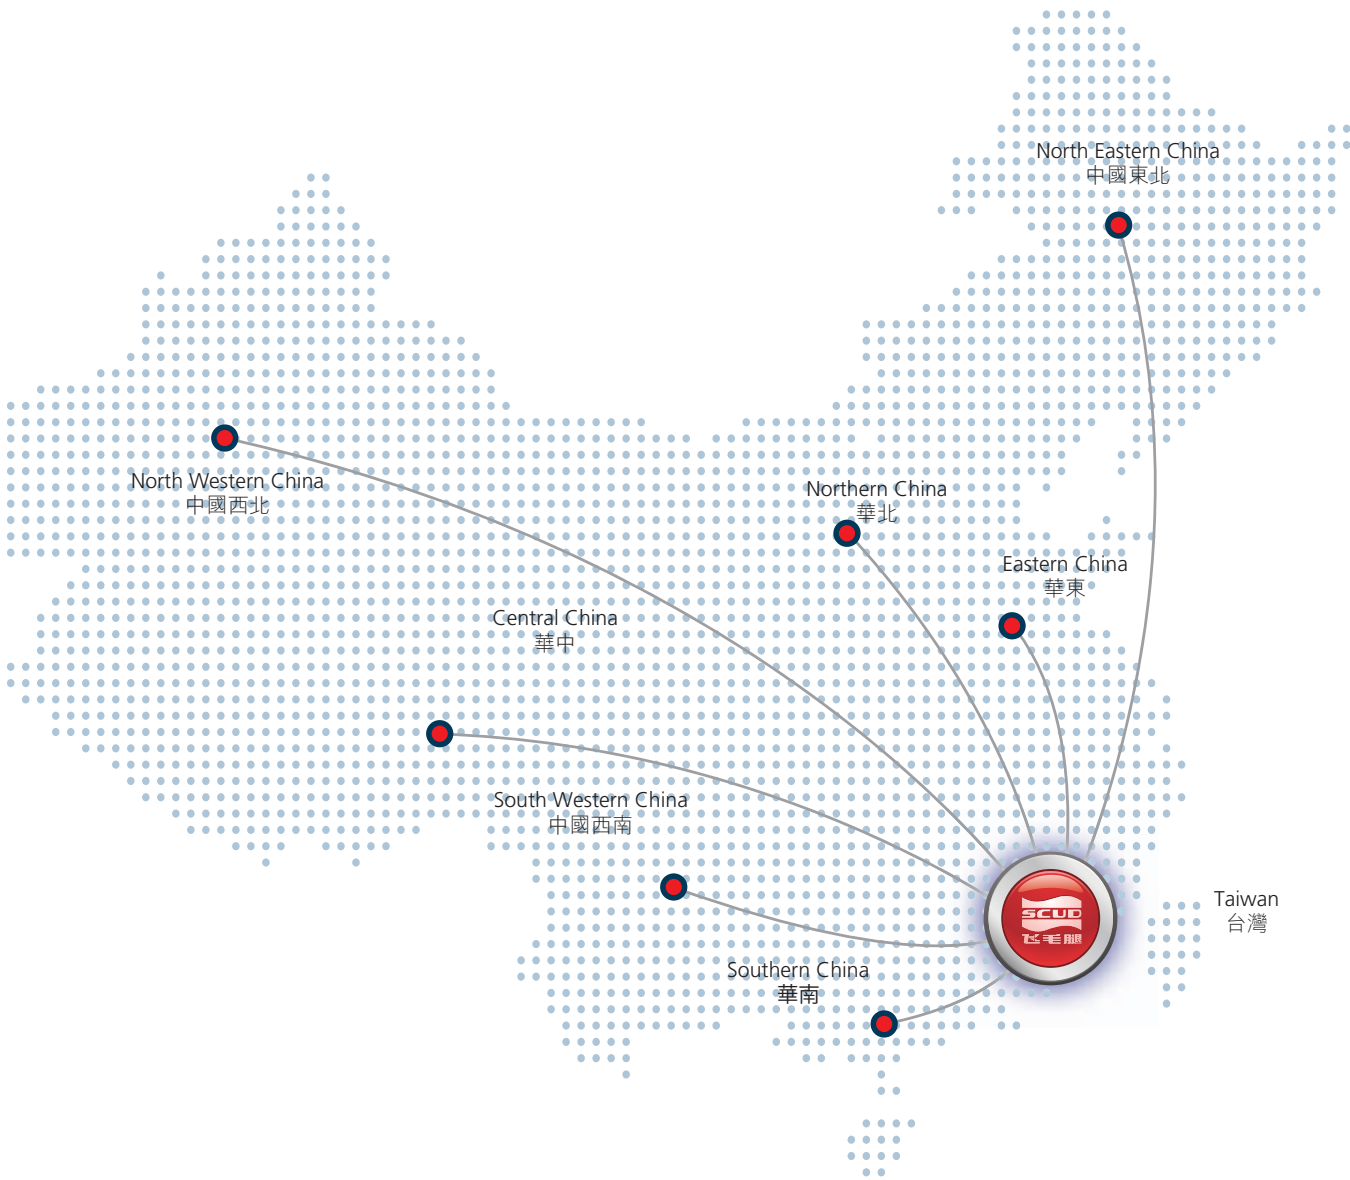 North Eastern China
中國東北
North Western China
中國西北
Northern China
華北
Eastern China
華東
Central China
華中
South Western China
中國西南
Taiwan
台灣
SCUD
飞毛腿
Southern China
華南